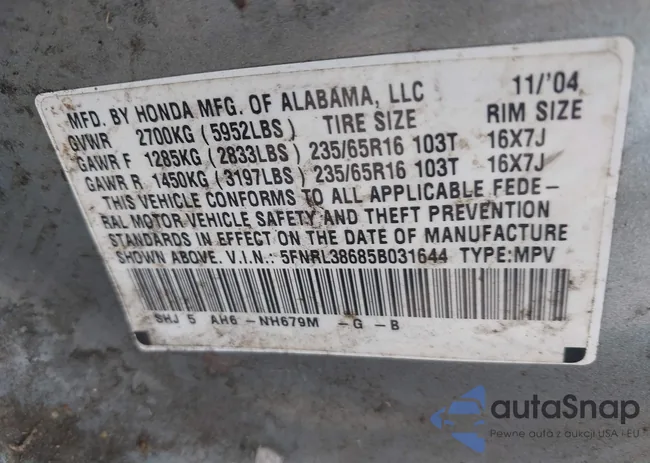 MFD. BY HONDA MFG. OF ALABAMA, LLC 11/'04
GVWR 2700KG (5952LBS) TIRE SIZE RIM SIZE
GAWR F 1285KG (2833LBS) 235/65R16 103T 16X7J
GAWR R 1450KG (3197LBS) 235/65R16 103T 16X7J
THIS VEHICLE CONFORMS TO ALL APPLICABLE FEDE-
RAL MOTOR VEHICLE SAFETY AND THEFT PREVENTION
STANDARDS IN EFFECT ON THE DATE OF MANUFACTURE
SHOWN ABOVE. V.I.N.: 5FNRL38685B031644 TYPE:MPV
SHJ 5 AH6 -NH679M -G -B
autaSnap
Pewne auta z aukcji USA i EU